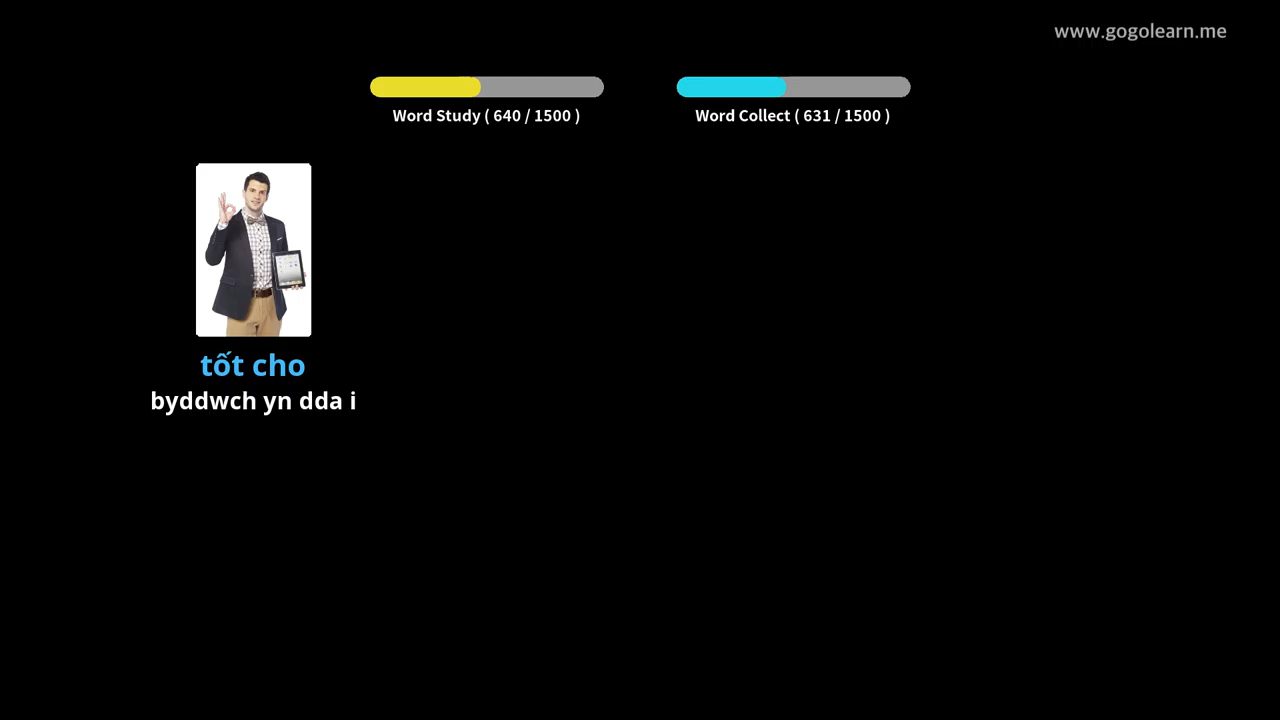 www.gogolearn.me
Word Study ( 640 / 1500 )
Word Collect ( 631 / 1500 )
tốt cho
byddwch yn dda i